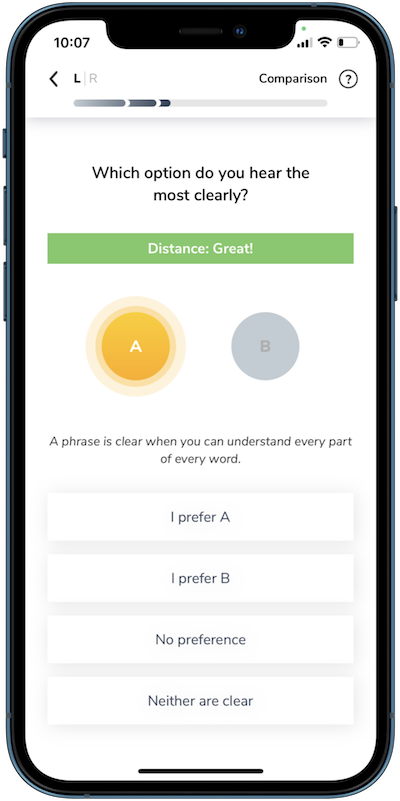 10:07
L|R
Comparison
?
Which option do you hear the
most clearly?
Distance: Great!
A
B
A phrase is clear when you can understand every part
of every word.
I prefer A
I prefer B
No preference
Neither are clear